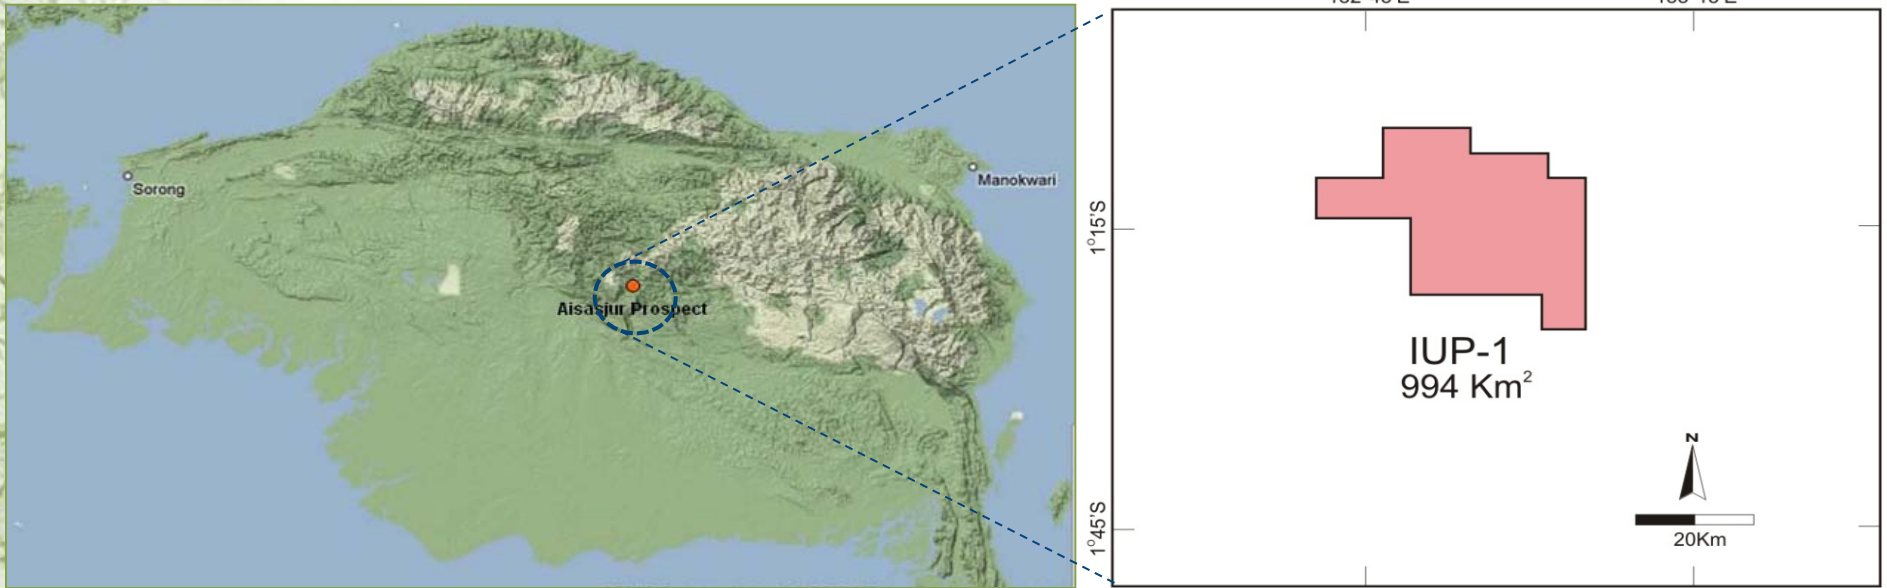 Sorong
Manokwari
Aisasjur Prospect
1°15'S
IUP-1
994 Km²
N
1°45'S
20Km